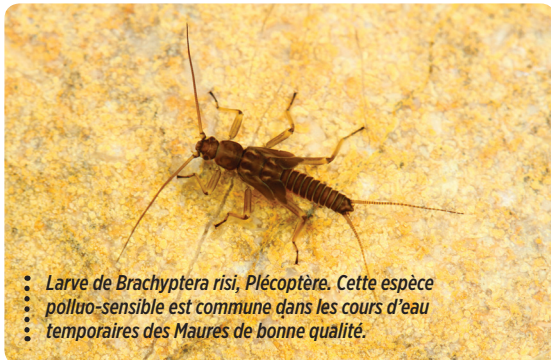 Larve de Brachyptera risi, Plécoptère. Cette espèce
polluo-sensible est commune dans les cours d'eau
temporaires des Maures de bonne qualité.